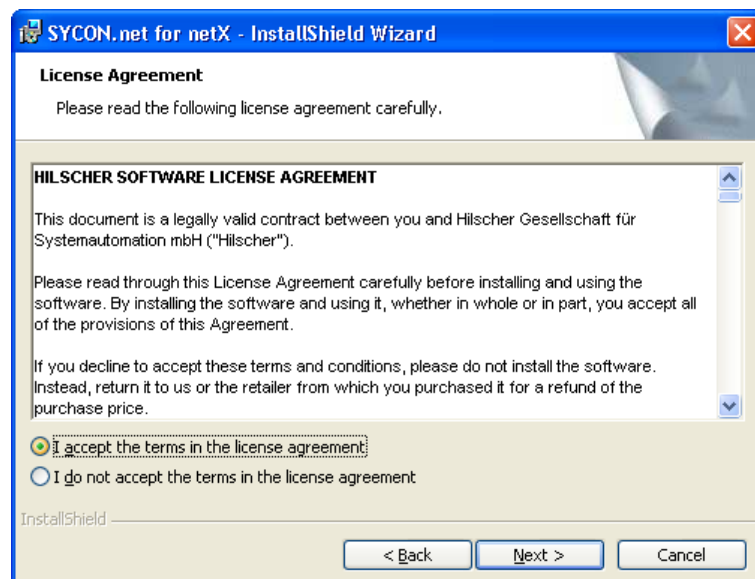 SYCON.net for netX - InstallShield Wizard
License Agreement
Please read the following license agreement carefully.
HILSCHER SOFTWARE LICENSE AGREEMENT
This document is a legally valid contract between you and Hilscher Gesellschaft für
Systemautomation mbH ("Hilscher").
Please read through this License Agreement carefully before installing and using the
software. By installing the software and using it, whether in whole or in part, you accept all
of the provisions of this Agreement.
If you decline to accept these terms and conditions, please do not install the software.
Instead, return it to us or the retailer from which you purchased it for a refund of the
purchase price.
I accept the terms in the license agreement
I do not accept the terms in the license agreement
InstallShield
< Back
Next >
Cancel